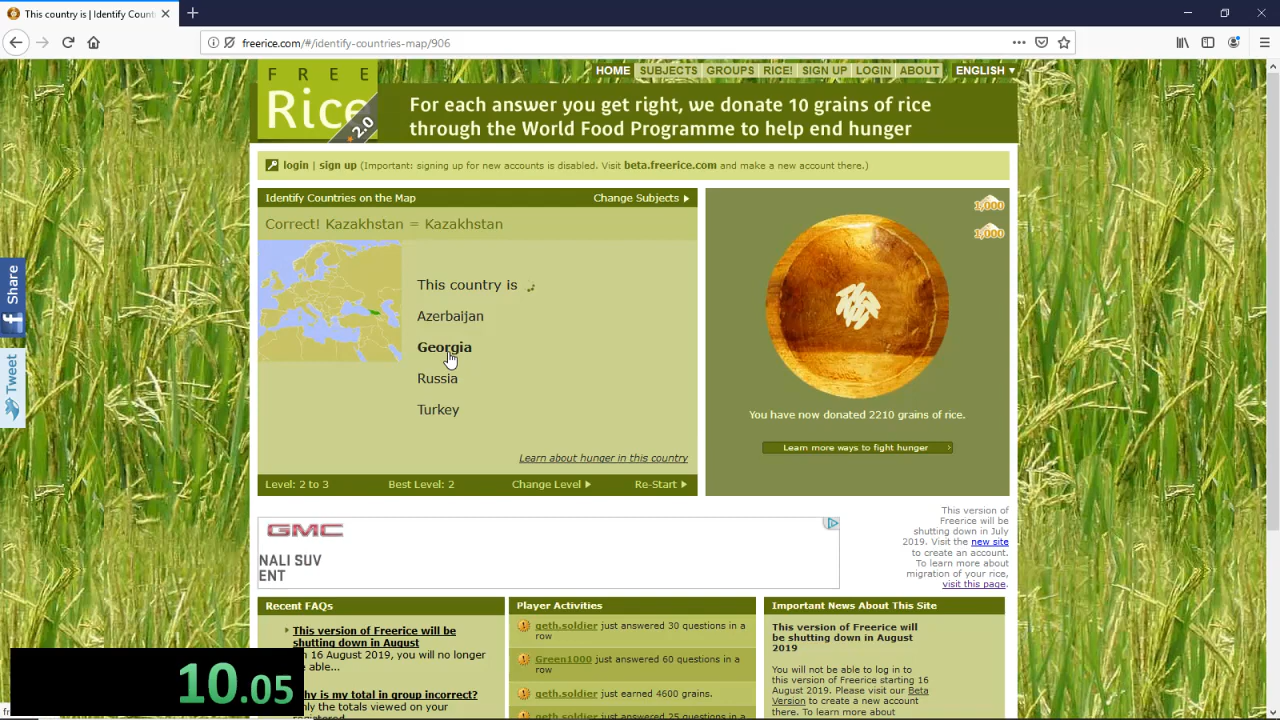 This country is | Identify Count
freerice.com/#/identify-countries-map/906
HOME SUBJECTS GROUPS RICE! SIGN UP LOGIN ABOUT ENGLISH
FREE
Rice 2.0
For each answer you get right, we donate 10 grains of rice
through the World Food Programme to help end hunger
login | sign up (Important: signing up for new accounts is disabled. Visit beta.freerice.com and make a new account there.)
Share
Tweet
Identify Countries on the Map Change Subjects
Correct! Kazakhstan = Kazakhstan
This country is
Azerbaijan
Georgia
Russia
Turkey
Learn about hunger in this country
Level: 2 to 3 Best Level: 2 Change Level Re-Start
1,000
1,000
You have now donated 2210 grains of rice.
Learn more ways to fight hunger
GMC
NALI SUV
ENT
This version of
Freerice will be
shutting down in July
2019. Visit the new site
to create an account.
To learn more about
migration of your rice,
visit this page.
Recent FAQs
This version of Freerice will be
shutting down in August
n 16 August 2019, you will no longer
able...
hy is my total in group incorrect?
nly the totals viewed on your
Player Activities
geth.soldier just answered 30 questions in a
row
Green1000 just answered 60 questions in a
row
geth.soldier just earned 4600 grains.
geth.soldier just answered 25 questions in a
Important News About This Site
This version of Freerice will
be shutting down in August
2019
You will not be able to log in to
this version of Freerice starting 16
August 2019. Please visit our Beta
Version to create a new account
there. To learn more about
10.05